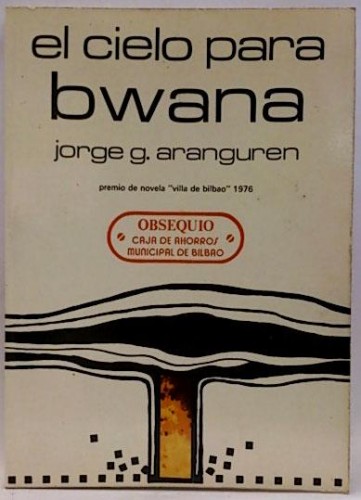 el cielo para
bwana
jorge g. aranguren
premio de novela "villa de bilbao" 1976
OBSEQUIO
CAJA DE AHORROS
MUNICIPAL DE BILBAO